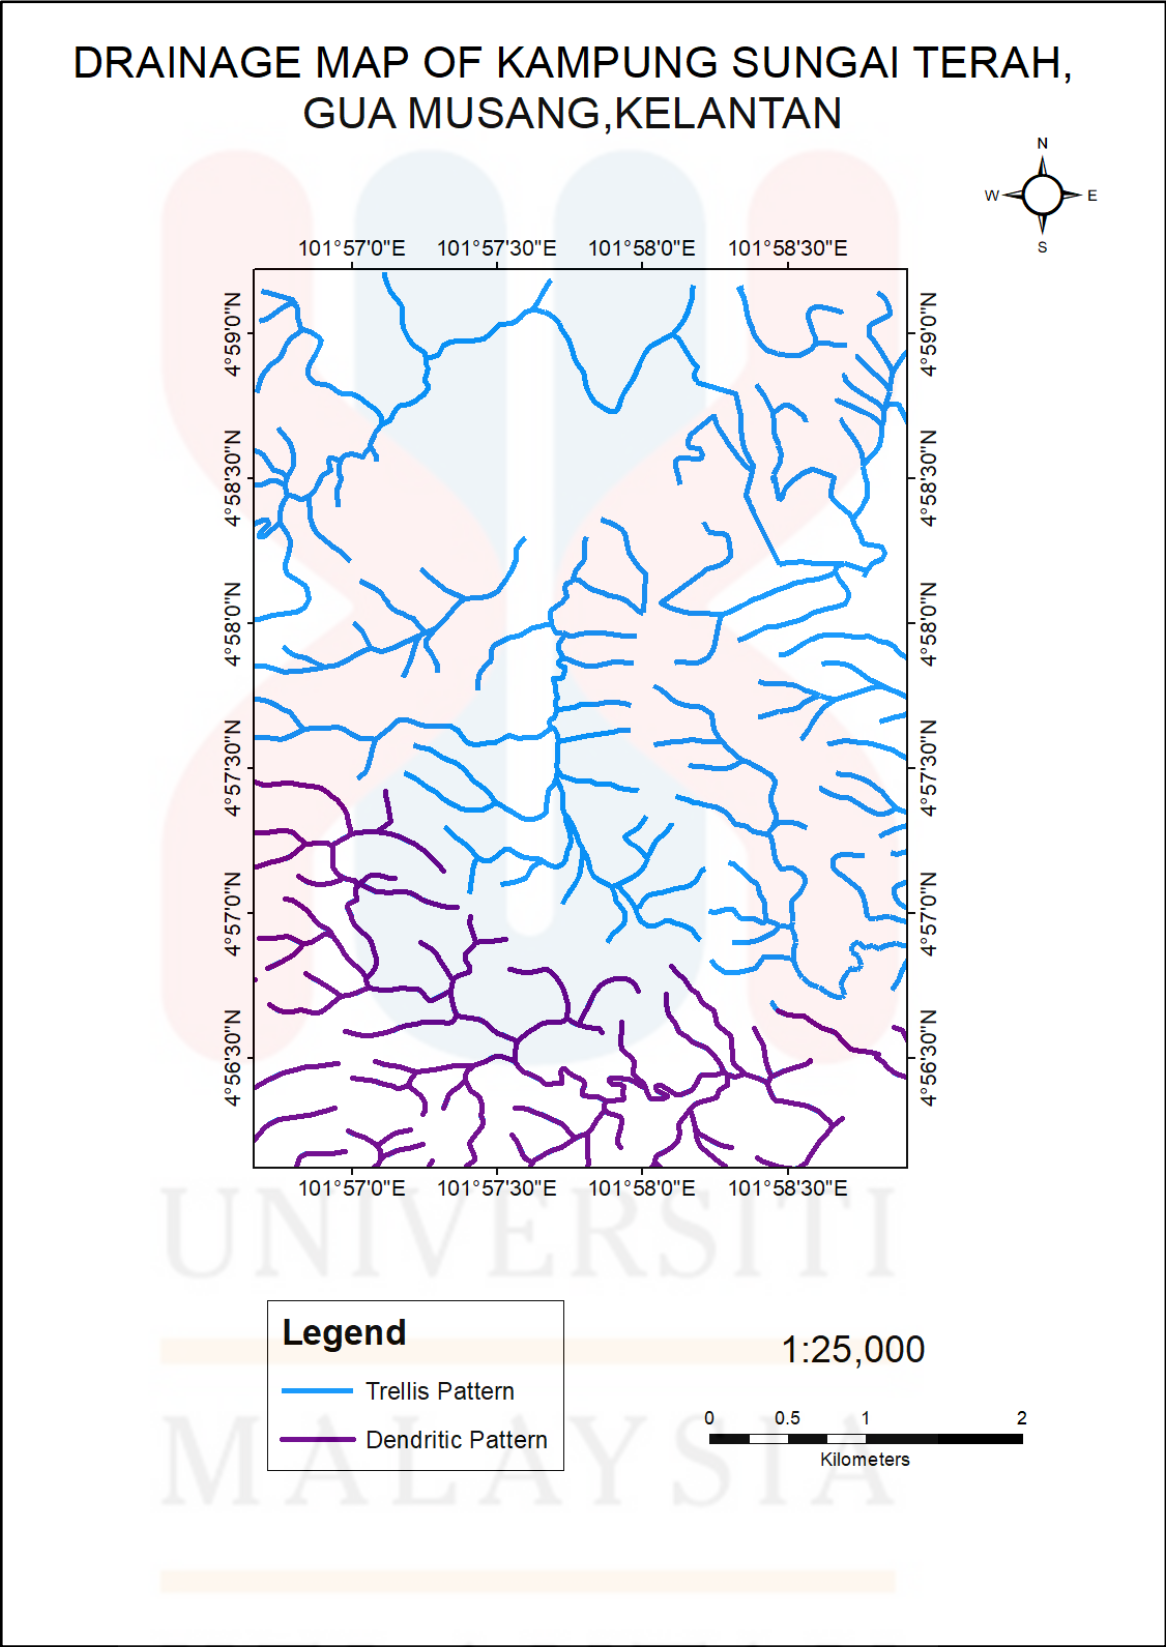 DRAINAGE MAP OF KAMPUNG SUNGAI TERAH,
GUA MUSANG,KELANTAN
N
W E
S
101°57'0"E 101°57'30"E 101°58'0"E 101°58'30"E
4°59'0"N 4°59'0"N
4°58'30"N 4°58'30"N
4°58'0"N 4°58'0"N
4°57'30"N 4°57'30"N
4°57'0"N 4°57'0"N
4°56'30"N 4°56'30"N
101°57'0"E 101°57'30"E 101°58'0"E 101°58'30"E
UNIVERSITI
Legend
1:25,000
Trellis Pattern
Dendritic Pattern
0 0.5 1 2
Kilometers
MALAYSIA